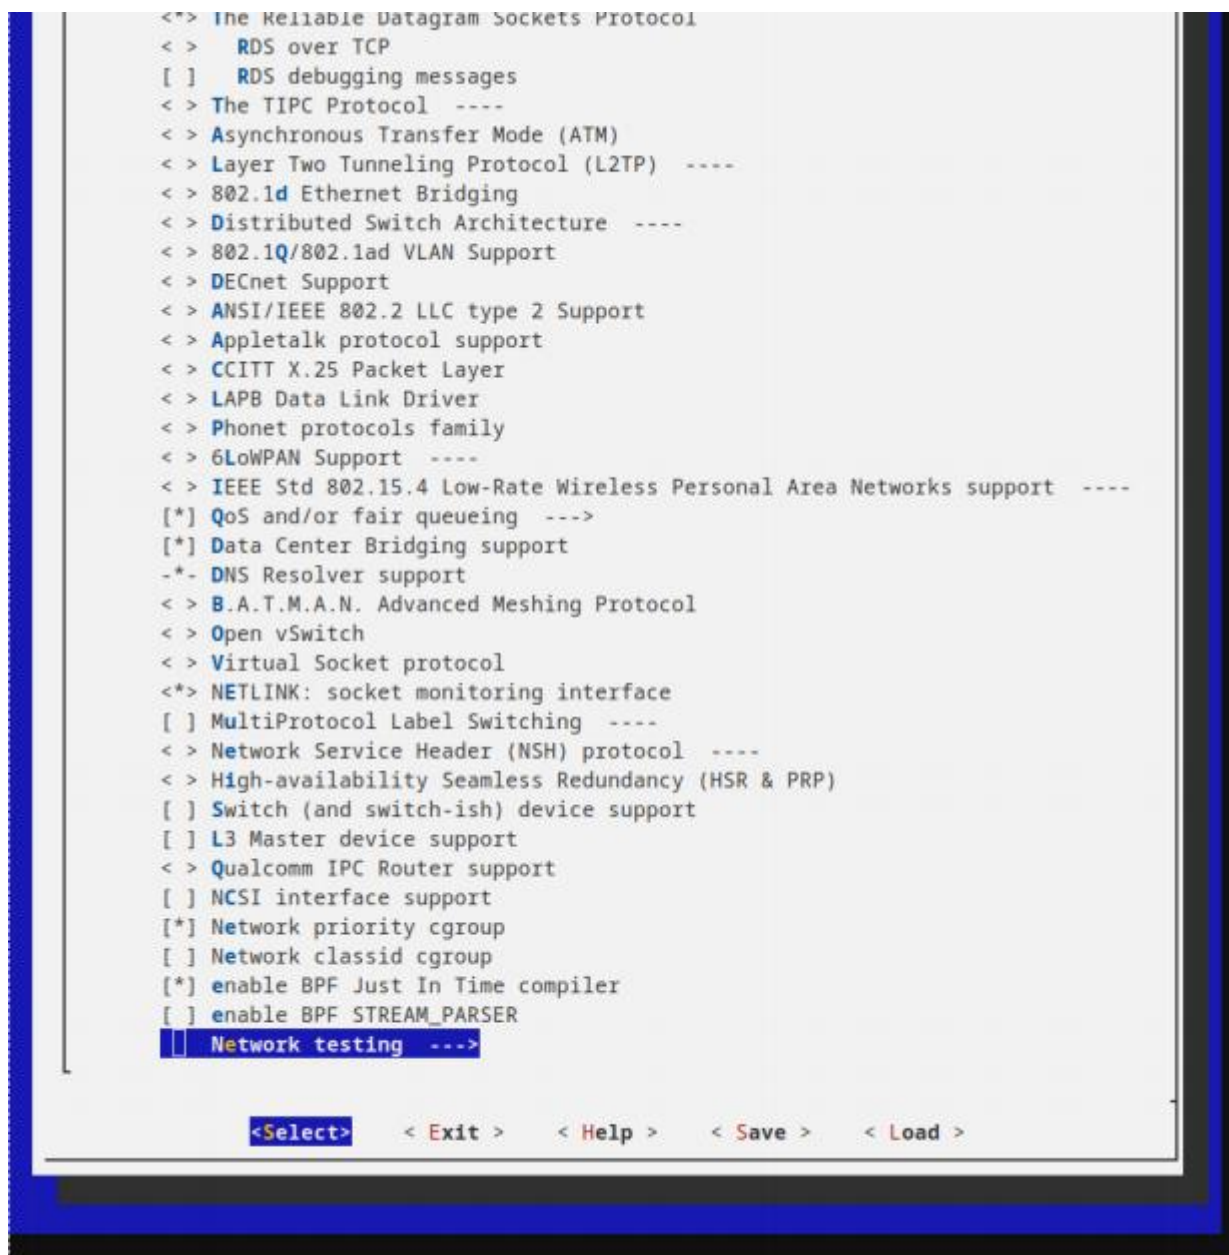 <*> The Reliable Datagram Sockets Protocol
< >   RDS over TCP
[ ]   RDS debugging messages
< > The TIPC Protocol  ----
< > Asynchronous Transfer Mode (ATM)
< > Layer Two Tunneling Protocol (L2TP)  ----
< > 802.1d Ethernet Bridging
< > Distributed Switch Architecture  ----
< > 802.1Q/802.1ad VLAN Support
< > DECnet Support
< > ANSI/IEEE 802.2 LLC type 2 Support
< > Appletalk protocol support
< > CCITT X.25 Packet Layer
< > LAPB Data Link Driver
< > Phonet protocols family
< > 6LoWPAN Support  ----
< > IEEE Std 802.15.4 Low-Rate Wireless Personal Area Networks support  ----
[*] QoS and/or fair queueing  --->
[*] Data Center Bridging support
-*- DNS Resolver support
< > B.A.T.M.A.N. Advanced Meshing Protocol
< > Open vSwitch
< > Virtual Socket protocol
<*> NETLINK: socket monitoring interface
[ ] MultiProtocol Label Switching  ----
< > Network Service Header (NSH) protocol  ----
< > High-availability Seamless Redundancy (HSR & PRP)
[ ] Switch (and switch-ish) device support
[ ] L3 Master device support
< > Qualcomm IPC Router support
[ ] NCSI interface support
[*] Network priority cgroup
[ ] Network classid cgroup
[*] enable BPF Just In Time compiler
[ ] enable BPF STREAM_PARSER
Network testing  --->
<Select>    < Exit >    < Help >    < Save >    < Load >